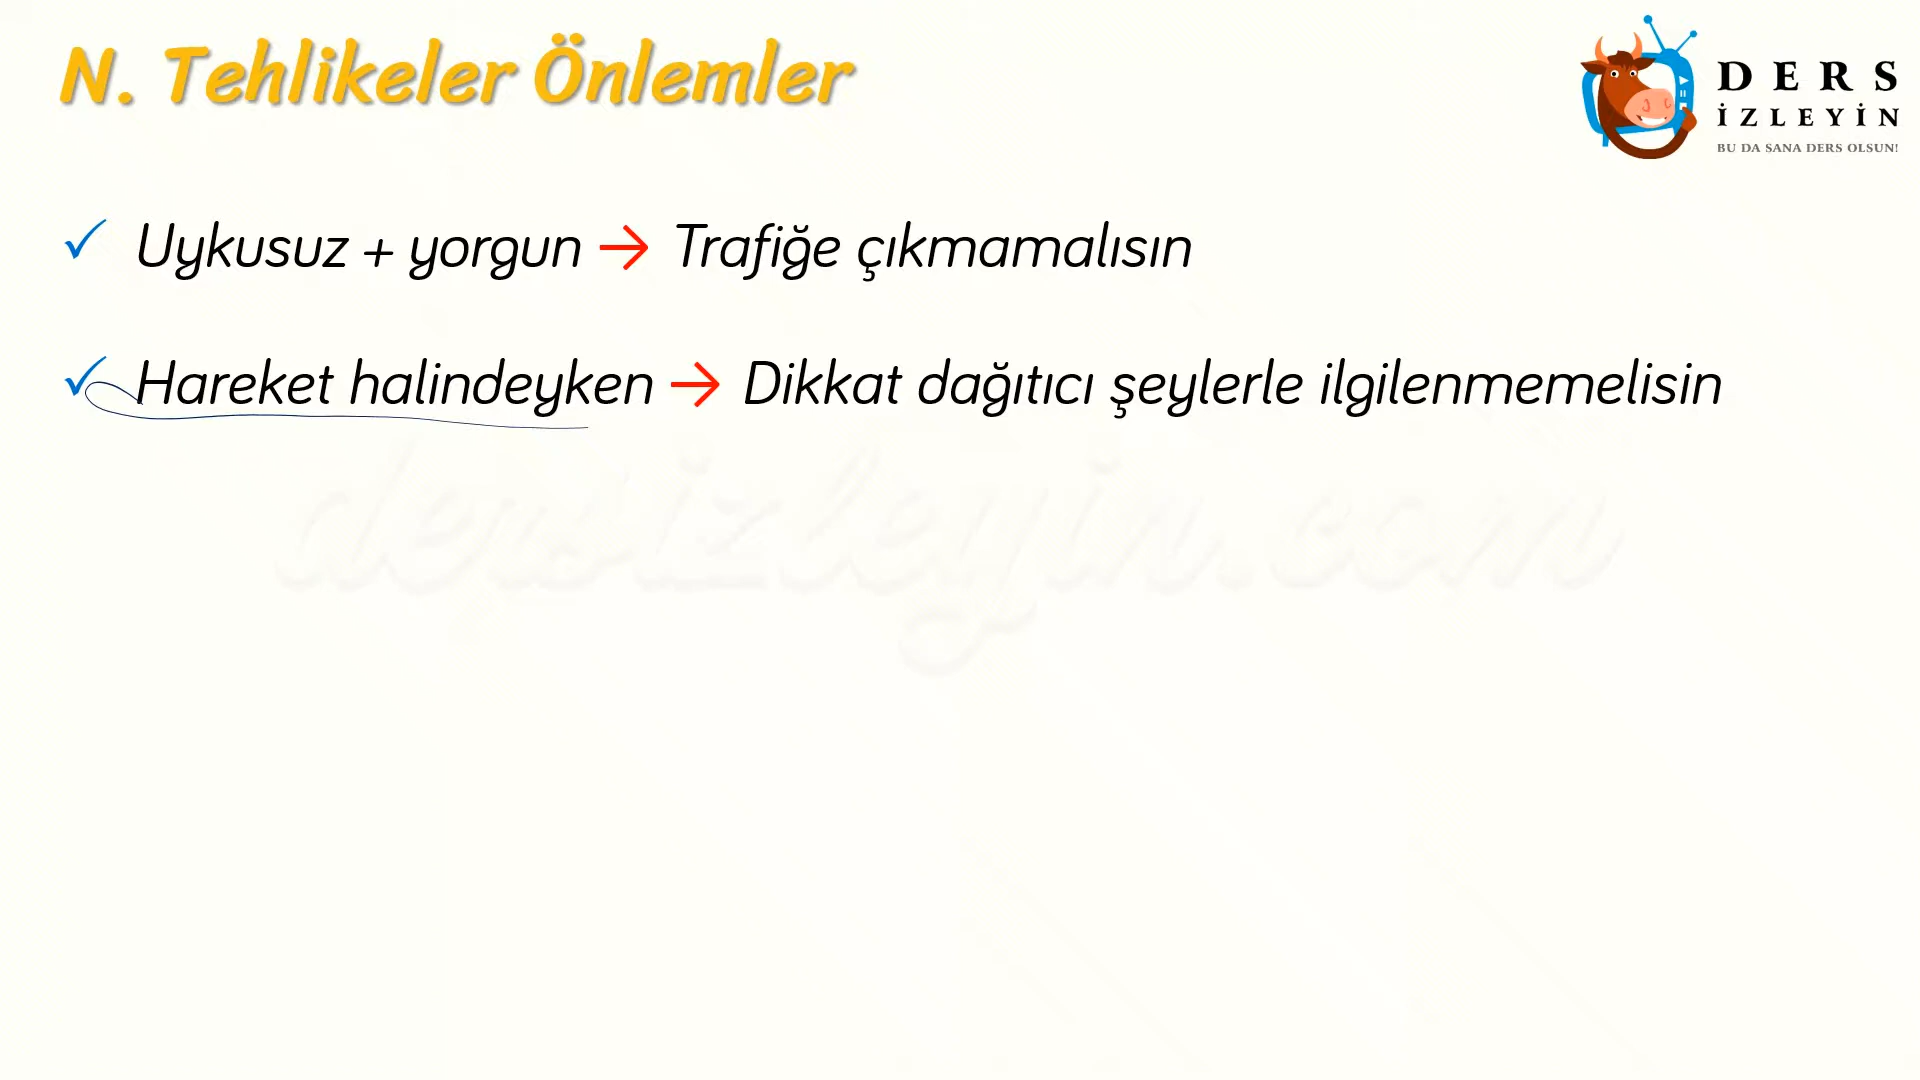 N. Tehlikeler Önlemler
DERS
İZLEYİN
BU DA SANA DERS OLSUN!
✓ Uykusuz + yorgun → Trafiğe çıkmamalısın
✓ Hareket halindeyken → Dikkat dağıtıcı şeylerle ilgilenmemelisin
dersizleyin.com